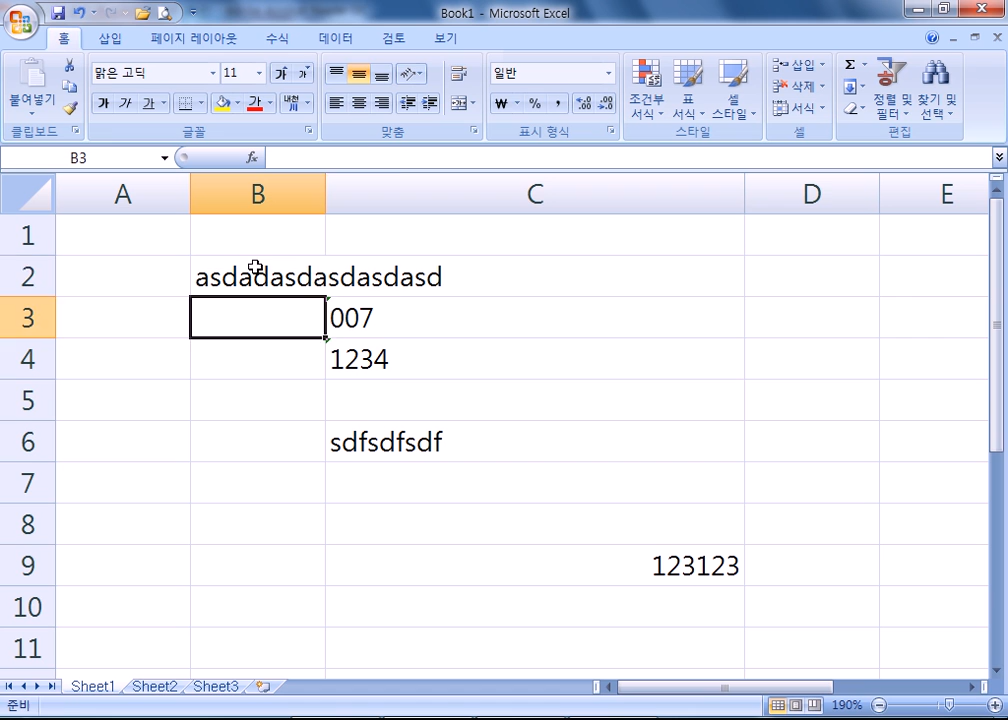 Book1 - Microsoft Excel
홈 삽입 페이지 레이아웃 수식 데이터 검토 보기
붙여넣기
맑은 고딕 11 가 가
가 가 가 가 내천
일반
₩ % ,
조건부 서식
표 서식
셀 스타일
삽입
삭제
서식
Σ
정렬 및 필터
찾기 및 선택
클립보드 글꼴 맞춤 표시 형식 스타일 셀 편집
B3 fx
A B C D E
1
2 asdadasdasdasdasd
3 007
4 1234
5
6 sdfsdfsdf
7
8
9 123123
10
11
Sheet1 Sheet2 Sheet3
준비 190%